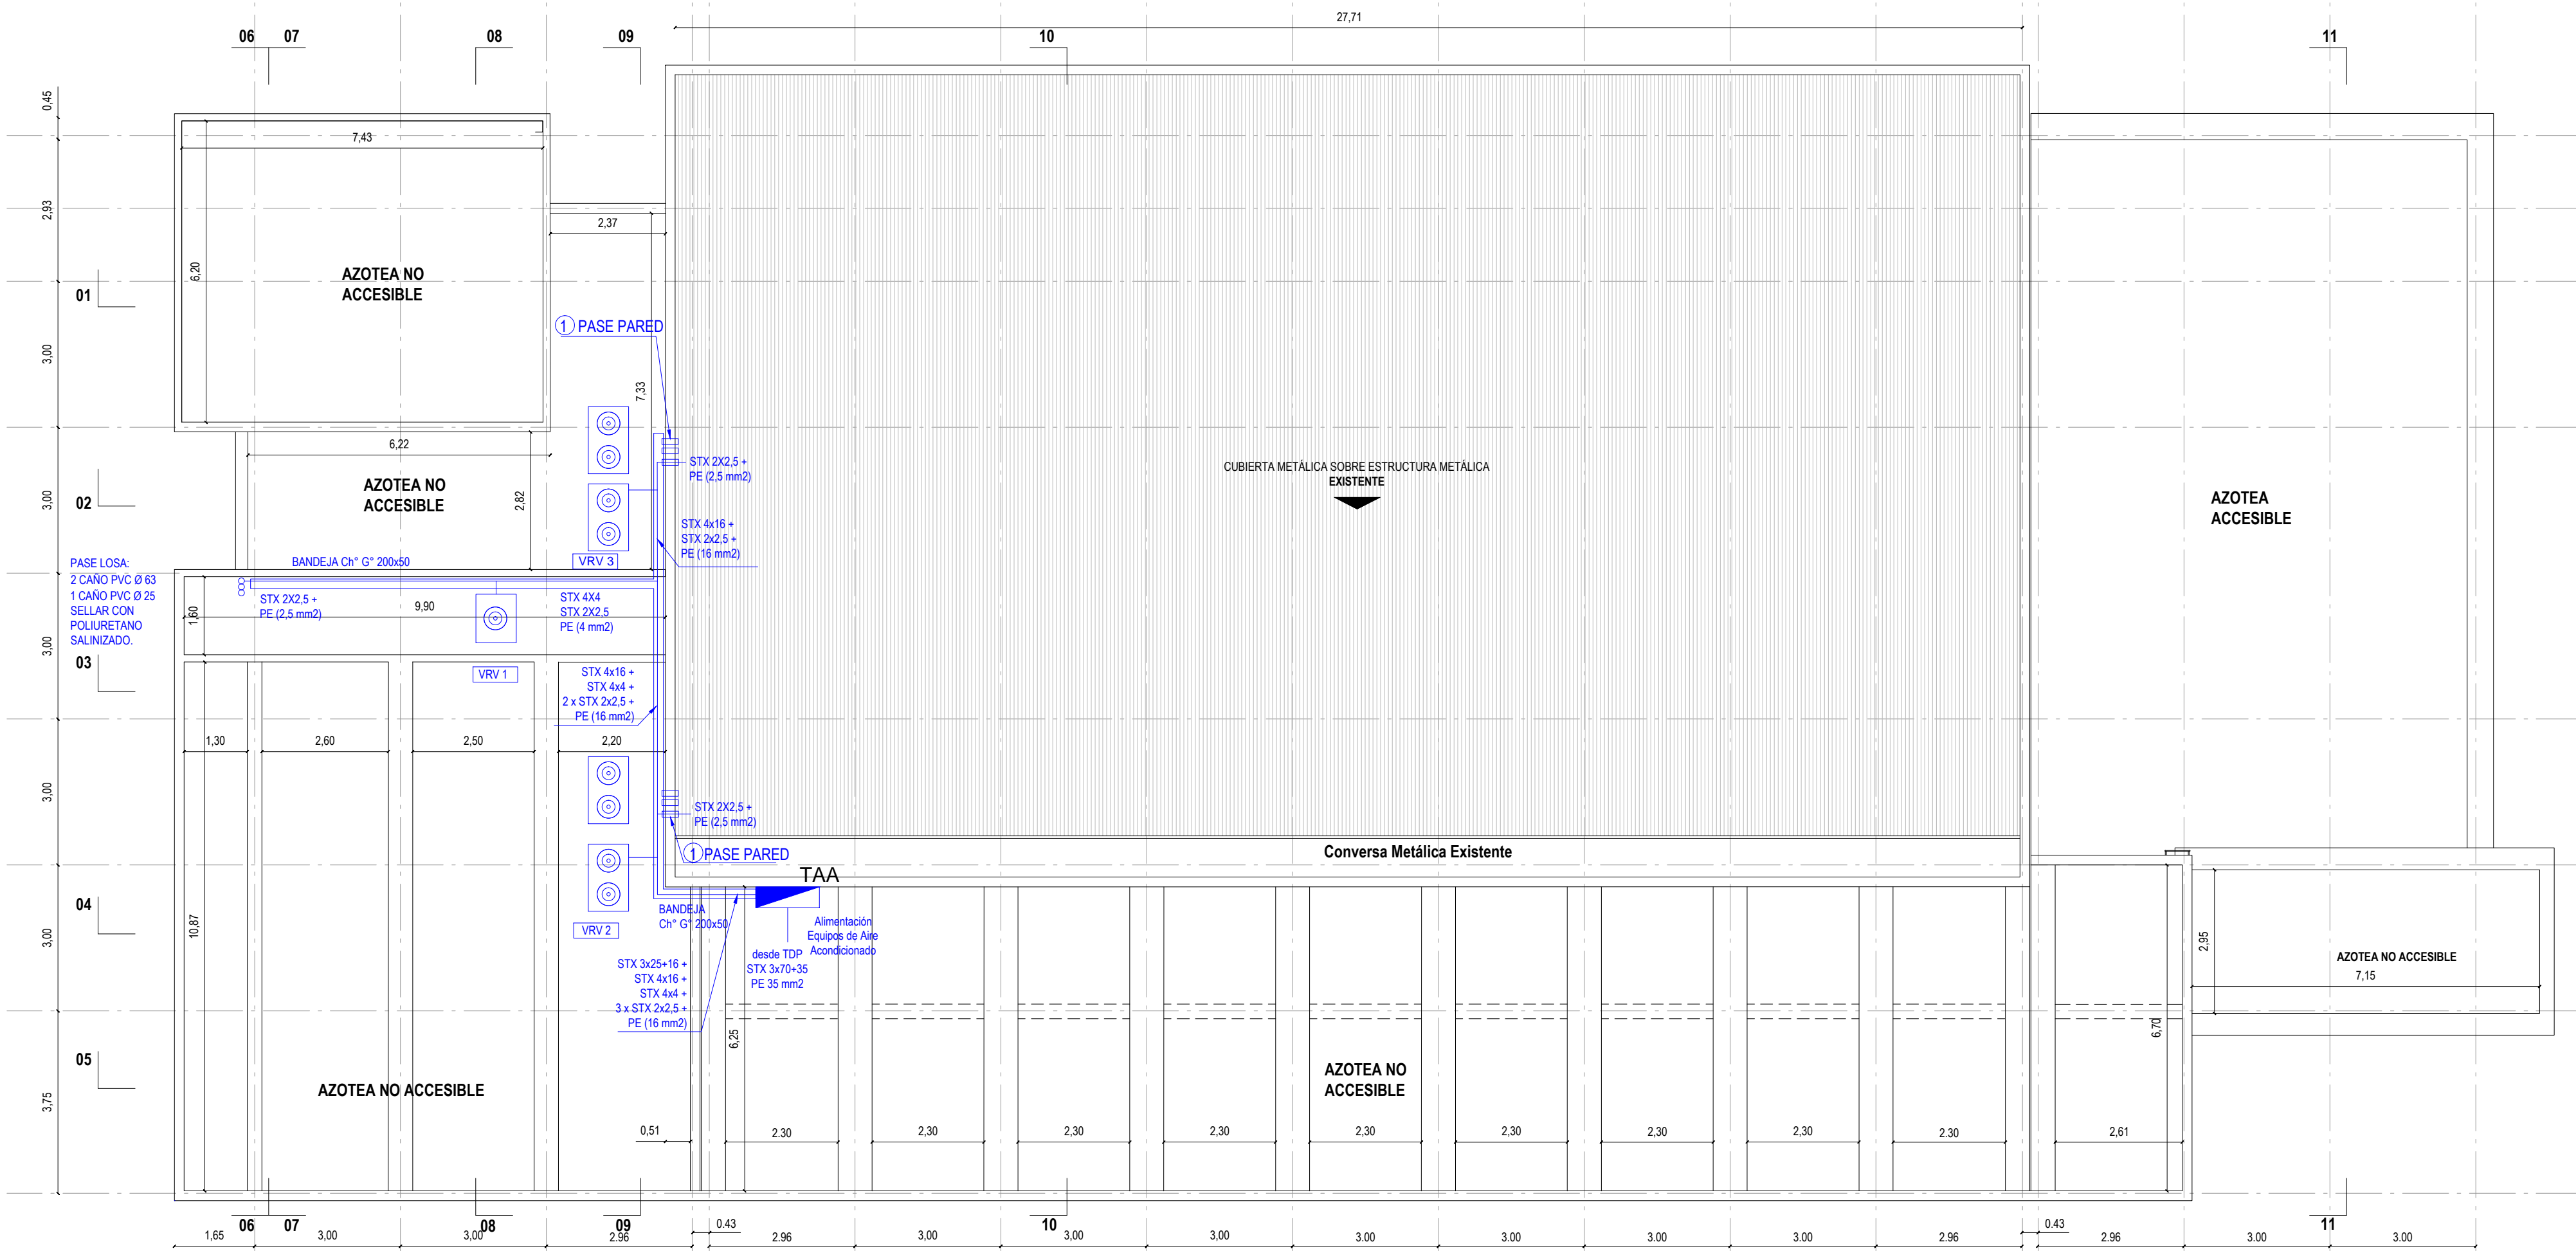 27,71
06
07
08
09
10
11
0,45
7,43
2,93
2,37
6,20
AZOTEA NO
ACCESIBLE
01
1 PASE PARED
3,00
7,33
6,22
STX 2X2,5 +
PE (2,5 mm2)
CUBIERTA METÁLICA SOBRE ESTRUCTURA METÁLICA
EXISTENTE
AZOTEA NO
ACCESIBLE
3,00
02
2,82
AZOTEA
ACCESIBLE
STX 4x16 +
STX 2x2,5 +
PE (16 mm2)
PASE LOSA:
2 CAÑO PVC Ø 63
1 CAÑO PVC Ø 25
SELLAR CON
POLIURETANO
SALINIZADO.
BANDEJA Ch° G° 200x50
VRV 3
STX 2X2,5 +
PE (2,5 mm2)
9,90
1,60
STX 4X4
STX 2X2,5
PE (4 mm2)
3,00
03
VRV 1
STX 4x16 +
STX 4x4 +
2 x STX 2x2,5 +
PE (16 mm2)
1,30
2,60
2,50
2,20
3,00
STX 2X2,5 +
PE (2,5 mm2)
1 PASE PARED
Conversa Metálica Existente
TAA
04
10,87
3,00
VRV 2
BANDEJA
Ch° G° 200x50
Alimentación
Equipos de Aire
Acondicionado
desde TDP
STX 3x70+35
PE 35 mm2
STX 3x25+16 +
STX 4x16 +
STX 4x4 +
3 x STX 2x2,5 +
PE (16 mm2)
2,95
AZOTEA NO ACCESIBLE
7,15
6,25
6,70
05
AZOTEA NO ACCESIBLE
AZOTEA NO
ACCESIBLE
3,75
0,51
2.30
2,30
2,30
2,30
2,30
2,30
2,30
2,30
2.30
2,61
06
07
08
09
10
11
1,65
3,00
3,00
2.96
0.43
2.96
3,00
3,00
3,00
3.00
3.00
3.00
3.00
2.96
0.43
2.96
3.00
3.00